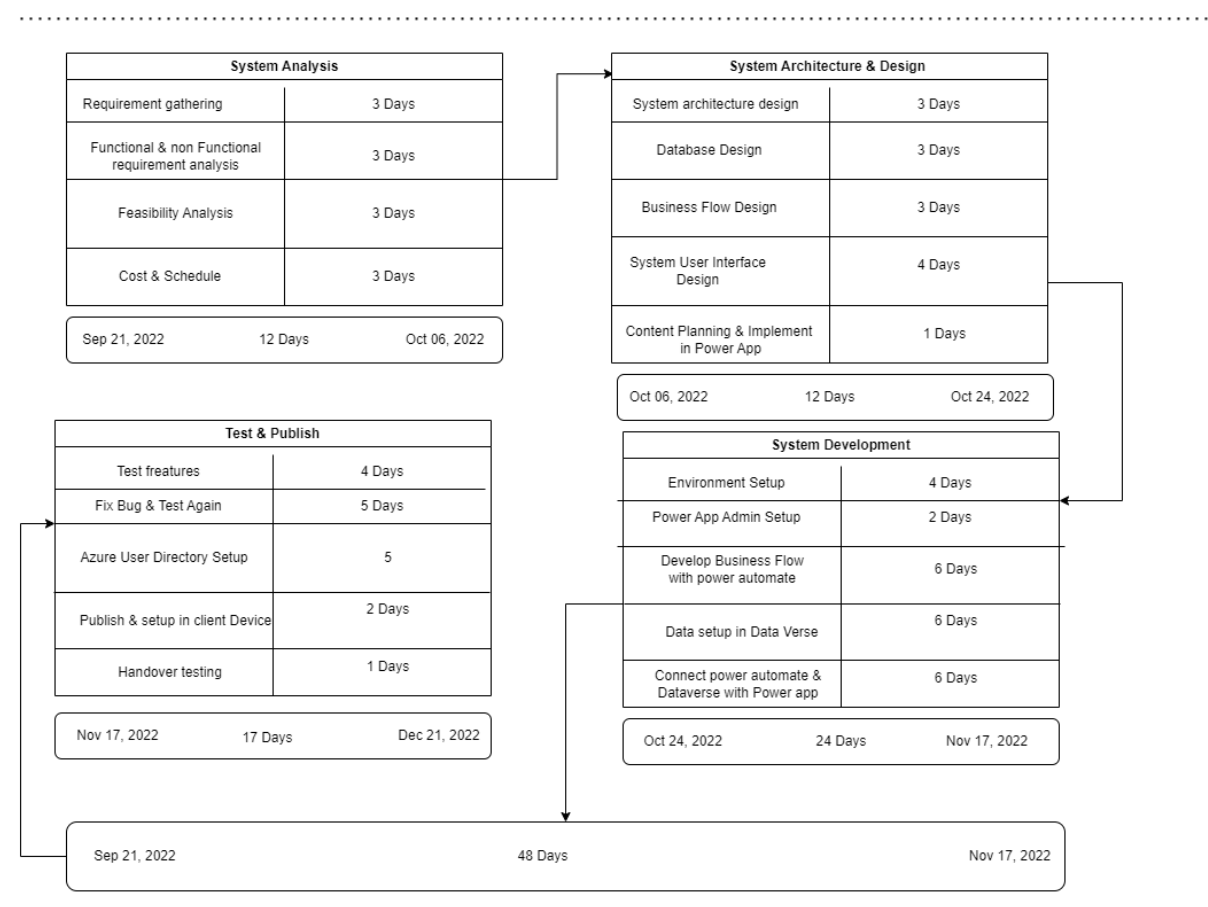 System Analysis
Requirement gathering 3 Days
Functional & non Functional
requirement analysis 3 Days
Feasibility Analysis 3 Days
Cost & Schedule 3 Days
Sep 21, 2022 12 Days Oct 06, 2022
System Architecture & Design
System architecture design 3 Days
Database Design 3 Days
Business Flow Design 3 Days
System User Interface
Design 4 Days
Content Planning & Implement
in Power App 1 Days
Oct 06, 2022 12 Days Oct 24, 2022
Test & Publish
Test freatures 4 Days
Fix Bug & Test Again 5 Days
Azure User Directory Setup 5
Publish & setup in client Device 2 Days
Handover testing 1 Days
Nov 17, 2022 17 Days Dec 21, 2022
System Development
Environment Setup 4 Days
Power App Admin Setup 2 Days
Develop Business Flow
with power automate 6 Days
Data setup in Data Verse 6 Days
Connect power automate &
Dataverse with Power app 6 Days
Oct 24, 2022 24 Days Nov 17, 2022
Sep 21, 2022 48 Days Nov 17, 2022